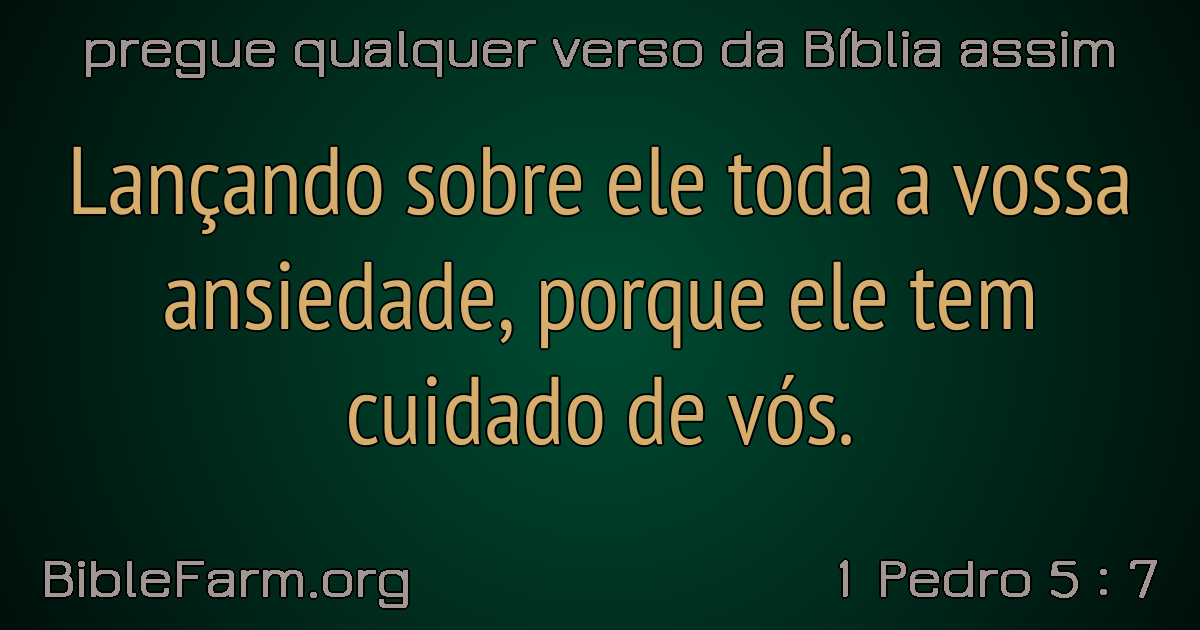 pregue qualquer verso da Bíblia assim
Lançando sobre ele toda a vossa
ansiedade, porque ele tem
cuidado de vós.
BibleFarm.org
1 Pedro 5 : 7